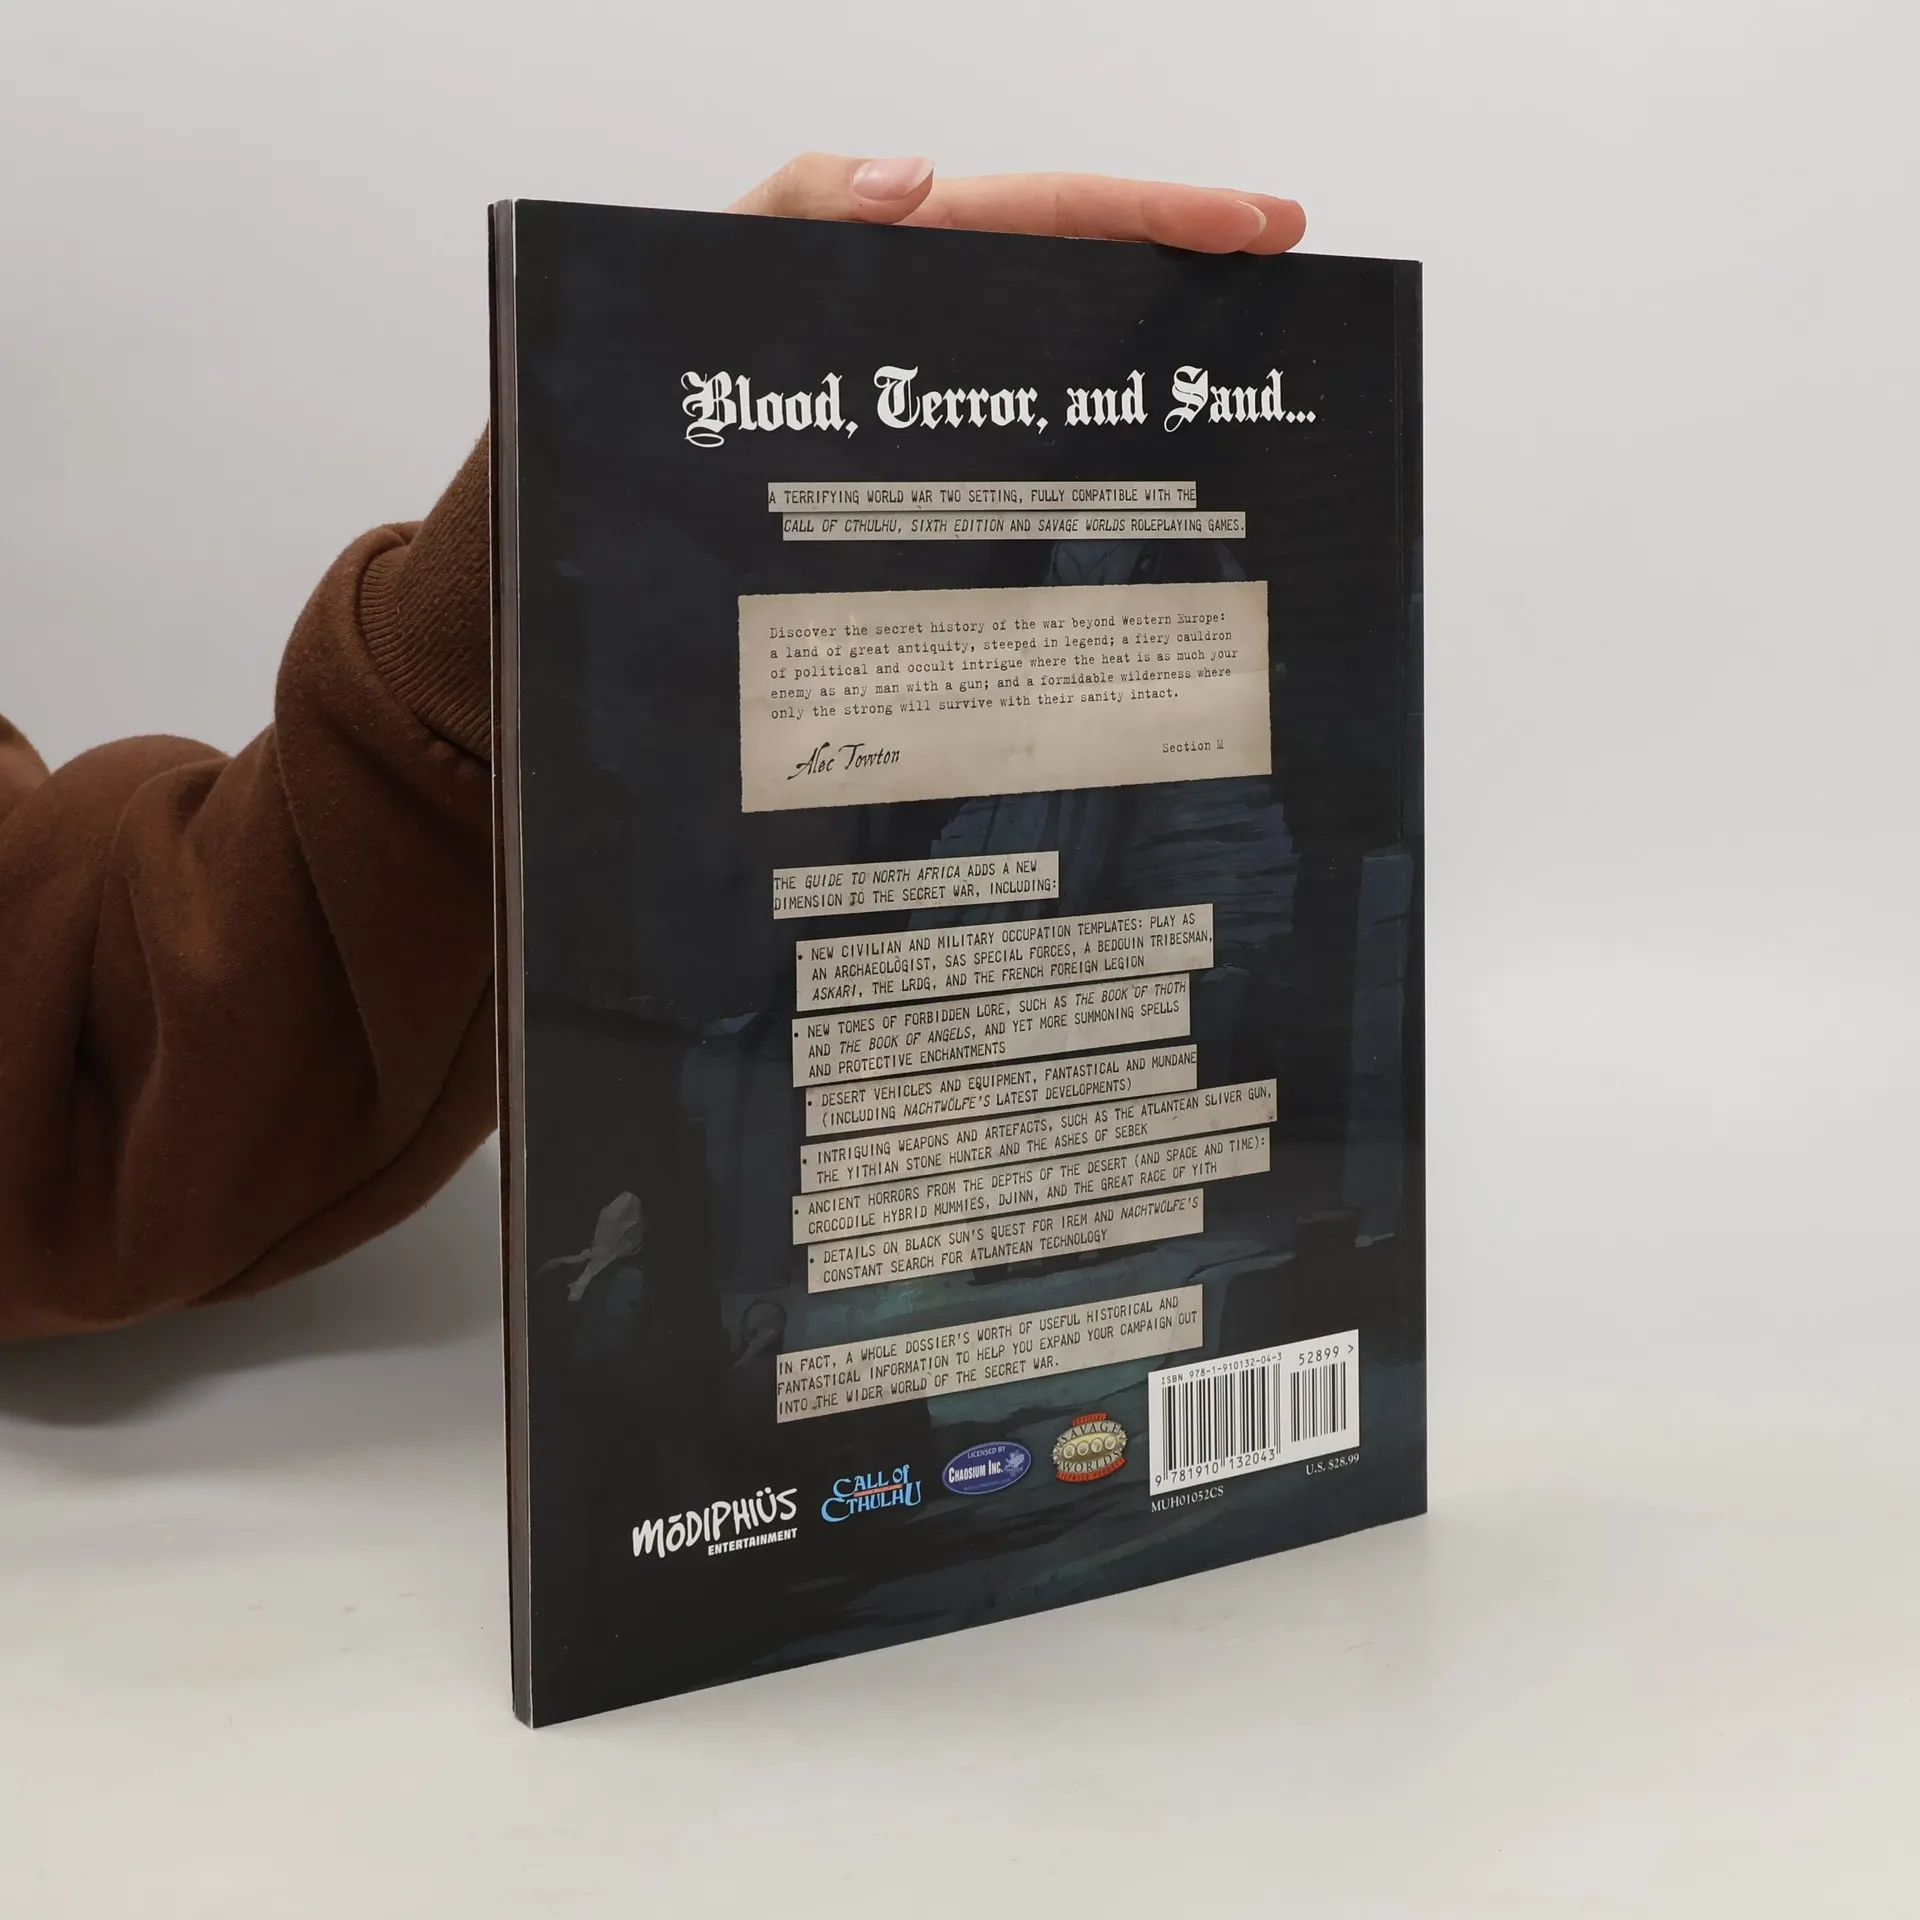 Blood, Terror, and Sand...
A TERRIFYING WORLD WAR TWO SETTING, FULLY COMPATIBLE WITH THE
CALL OF CTHULHU, SIXTH EDITION AND SAVAGE WORLDS ROLEPLAYING GAMES.
Discover the secret history of the war beyond Western Europe:
a land of great antiquity, steeped in legend; a fiery cauldron
of political and occult intrigue where the heat is as much your
enemy as any man with a gun; and a formidable wilderness where
only the strong will survive with their sanity intact.
Alec Towton
Section M
THE GUIDE TO NORTH AFRICA ADDS A NEW
DIMENSION TO THE SECRET WAR, INCLUDING:
• NEW CIVILIAN AND MILITARY OCCUPATION TEMPLATES: PLAY AS
AN ARCHAEOLOGIST, SAS SPECIAL FORCES, A BEDOUIN TRIBESMAN,
ASKARI, THE LRDG, AND THE FRENCH FOREIGN LEGION
• NEW TOMES OF FORBIDDEN LORE, SUCH AS THE BOOK OF THOTH
AND THE BOOK OF ANGELS, AND YET MORE SUMMONING SPELLS
AND PROTECTIVE ENCHANTMENTS
• DESERT VEHICLES AND EQUIPMENT, FANTASTICAL AND MUNDANE
(INCLUDING NACHTWÖLFE'S LATEST DEVELOPMENTS)
• INTRIGUING WEAPONS AND ARTEFACTS, SUCH AS THE ATLANTEAN SLIVER GUN,
THE YITHIAN STONE HUNTER AND THE ASHES OF SEBEK
• ANCIENT HORRORS FROM THE DEPTHS OF THE DESERT (AND SPACE AND TIME):
CROCODILE HYBRID MUMMIES, DJINN, AND THE GREAT RACE OF YITH
• DETAILS ON BLACK SUN'S QUEST FOR IREM AND NACHTWÖLFE'S
CONSTANT SEARCH FOR ATLANTEAN TECHNOLOGY
IN FACT, A WHOLE DOSSIER'S WORTH OF USEFUL HISTORICAL AND
FANTASTICAL INFORMATION TO HELP YOU EXPAND YOUR CAMPAIGN OUT
INTO THE WIDER WORLD OF THE SECRET WAR.
MŌDIPHIÜS
ENTERTAINMENT
CALL of
CTHULHU
LICENSED BY
CHAOSIUM INC.
SAVAGE
WORLDS
ISBN 978-1-910132-04-3
52899 >
9 781910 132043
MUH01052CS
U.S. $28.99